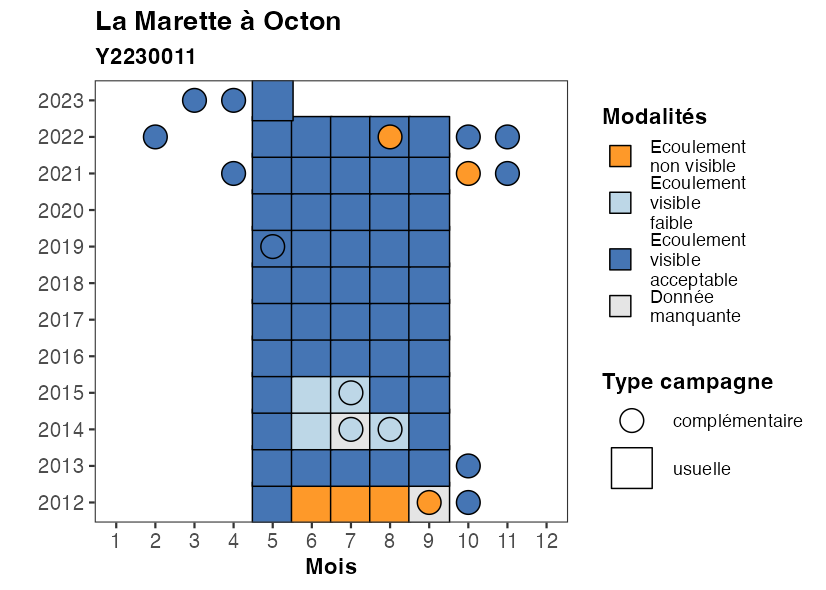 La Marette à Octon
Y2230011
2023
2022
2021
2020
2019
2018
2017
2016
2015
2014
2013
2012
1 2 3 4 5 6 7 8 9 10 11 12
Mois
Modalités
Ecoulement
non visible
Ecoulement
visible
faible
Ecoulement
visible
acceptable
Donnée
manquante
Type campagne
complémentaire
usuelle